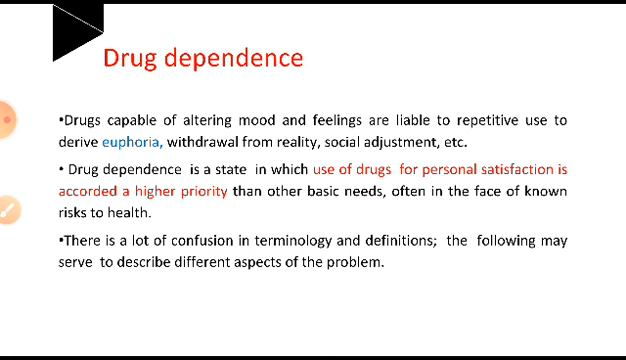 Drug dependence
•Drugs capable of altering mood and feelings are liable to repetitive use to
derive euphoria, withdrawal from reality, social adjustment, etc.
• Drug dependence is a state in which use of drugs for personal satisfaction is
accorded a higher priority than other basic needs, often in the face of known
risks to health.
•There is a lot of confusion in terminology and definitions; the following may
serve to describe different aspects of the problem.